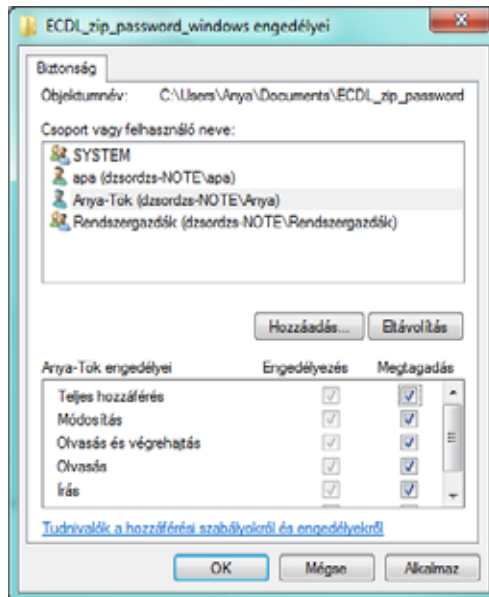 ECDL_zip_password_windows engedélyei
Biztonság
Objektumnév: C:\Users\Anya\Documents\ECDL_zip_password
Csoport vagy felhasználó neve:
SYSTEM
apa (dzsordzs-NOTE\apa)
Anya-Tök (dzsordzs-NOTE\Anya)
Rendszergazdák (dzsordzs-NOTE\Rendszergazdák)
Hozzáadás... Eltávolítás
Anya-Tök engedélyei Engedélyezés Megtagadás
Teljes hozzáférés
Módosítás
Olvasás és végrehajtás
Olvasás
Írás
Tudnivalók a hozzáférési szabályokról és engedélyekről
OK Mégse Alkalmaz